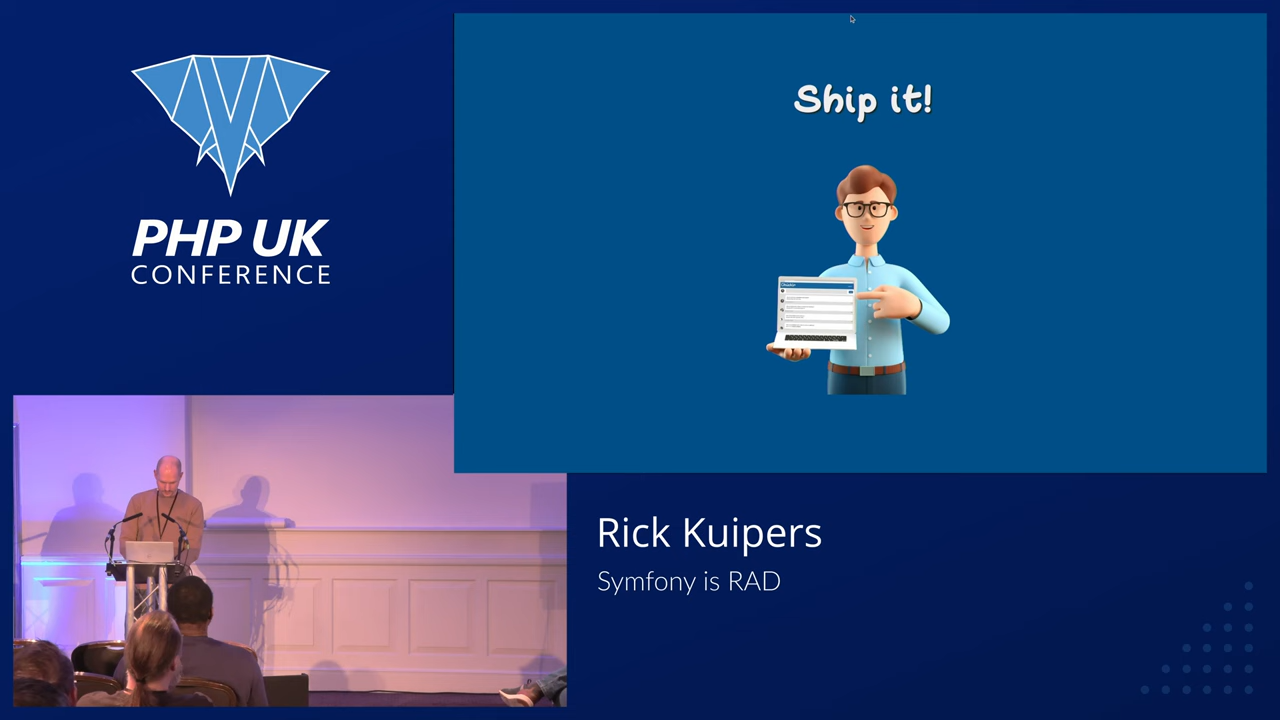 PHP UK
CONFERENCE
Ship it!
Rick Kuipers
Symfony is RAD